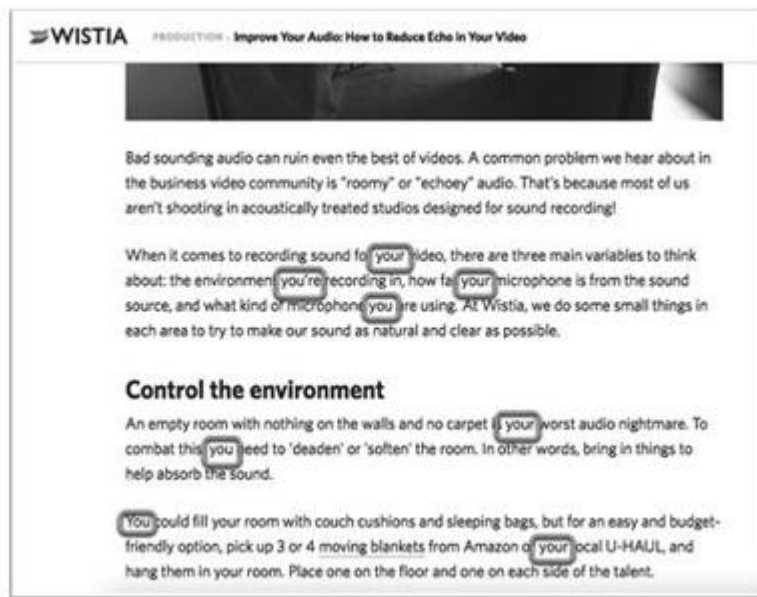 WISTIA PRODUCTION Improve Your Audio: How to Reduce Echo in Your Video
Bad sounding audio can ruin even the best of videos. A common problem we hear about in
the business video community is "roomy" or "echoey" audio. That's because most of us
aren't shooting in acoustically treated studios designed for sound recording!
When it comes to recording sound for your video, there are three main variables to think
about: the environment you're recording in, how far your microphone is from the sound
source, and what kind of microphone you are using. At Wistia, we do some small things in
each area to try to make our sound as natural and clear as possible.
Control the environment
An empty room with nothing on the walls and no carpet is your worst audio nightmare. To
combat this you need to 'deaden' or 'soften' the room. In other words, bring in things to
help absorb the sound.
You could fill your room with couch cushions and sleeping bags, but for an easy and budget-
friendly option, pick up 3 or 4 moving blankets from Amazon or your local U-HAUL, and
hang them in your room. Place one on the floor and one on each side of the talent.